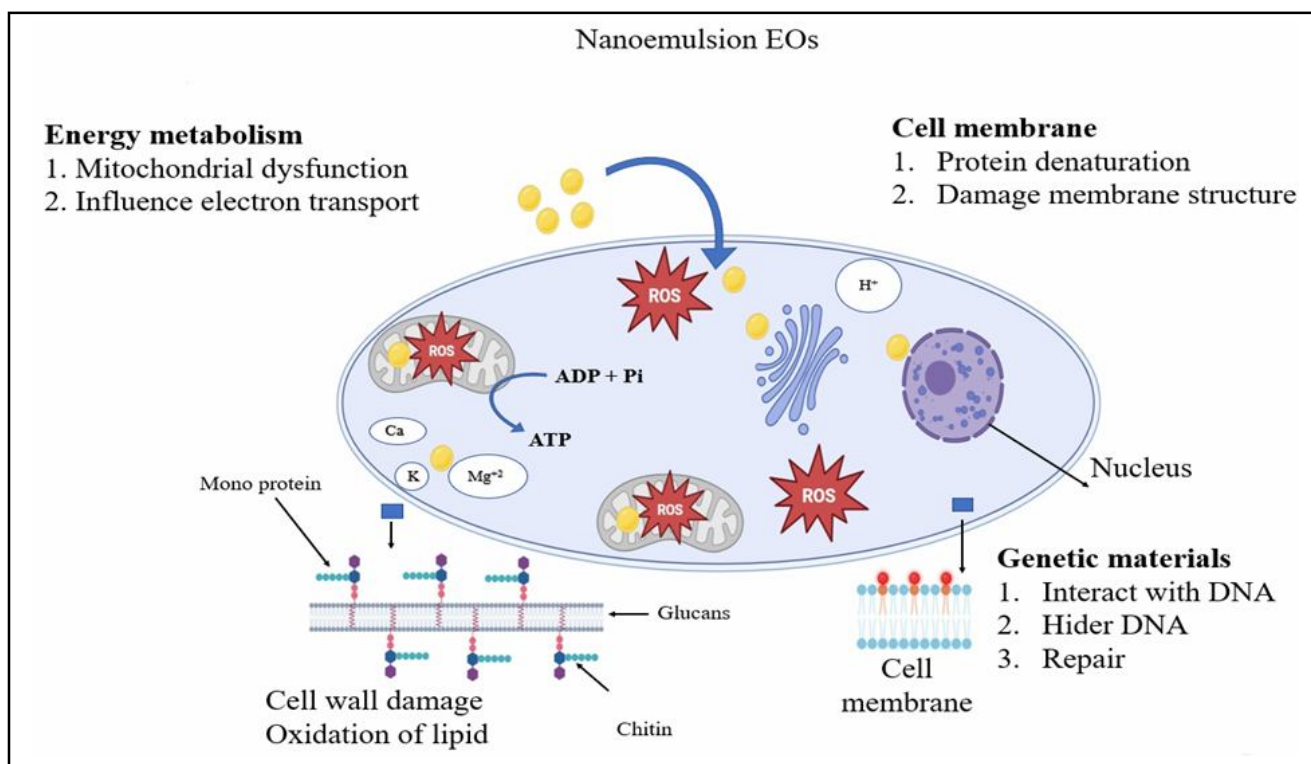 Nanoemulsion EOs
Energy metabolism
1. Mitochondrial dysfunction
2. Influence electron transport
Cell membrane
1. Protein denaturation
2. Damage membrane structure
ROS
H⁺
ROS
ADP + Pi
ATP
Ca
K
Mg⁺²
ROS
ROS
Nucleus
Mono protein
Glucans
Chitin
Cell wall damage
Oxidation of lipid
Cell
membrane
Genetic materials
1. Interact with DNA
2. Hider DNA
3. Repair